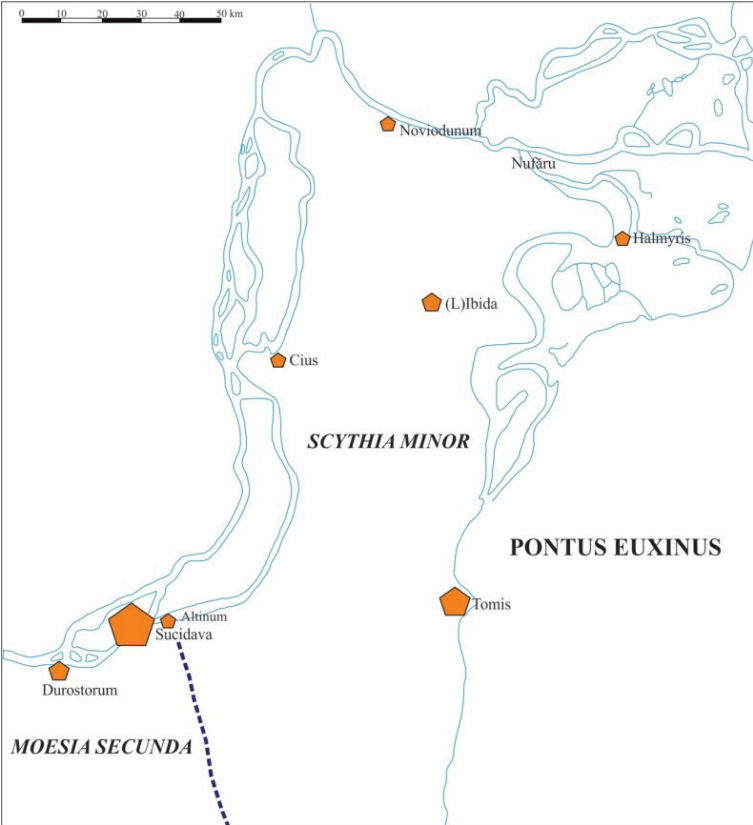 0 10 20 30 40 50 km
Noviodunum
Nufăru
Halmyris
(L)Ibida
Cius
SCYTHIA MINOR
PONTUS EUXINUS
Tomis
Altinum
Sucidava
Durostorum
MOESIA SECUNDA